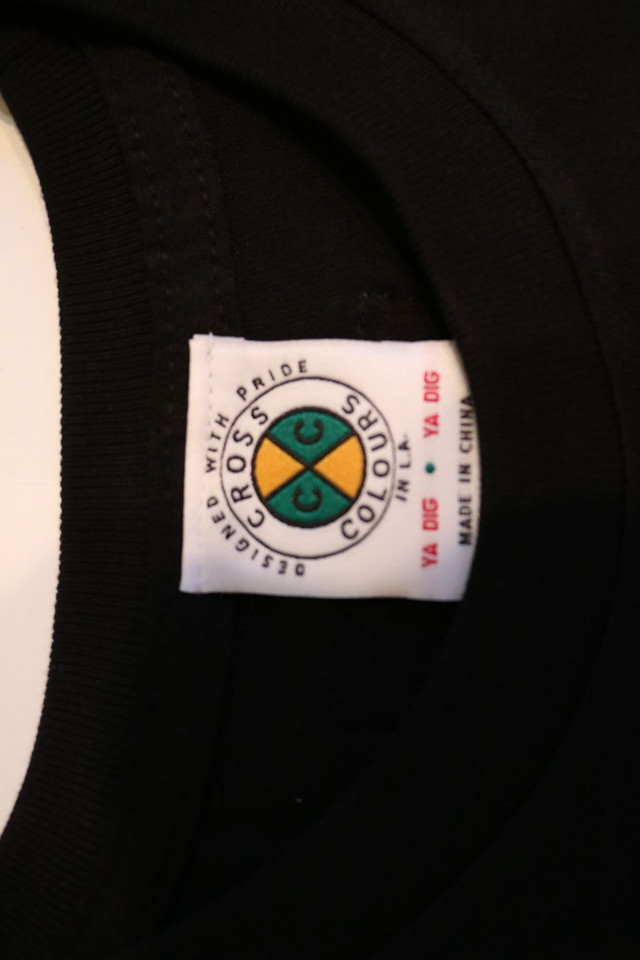 DESIGNED WITH PRIDE
CROSS
C C
COLOURS
IN L.A.
YA DIG • YA DIG
MADE IN CHINA